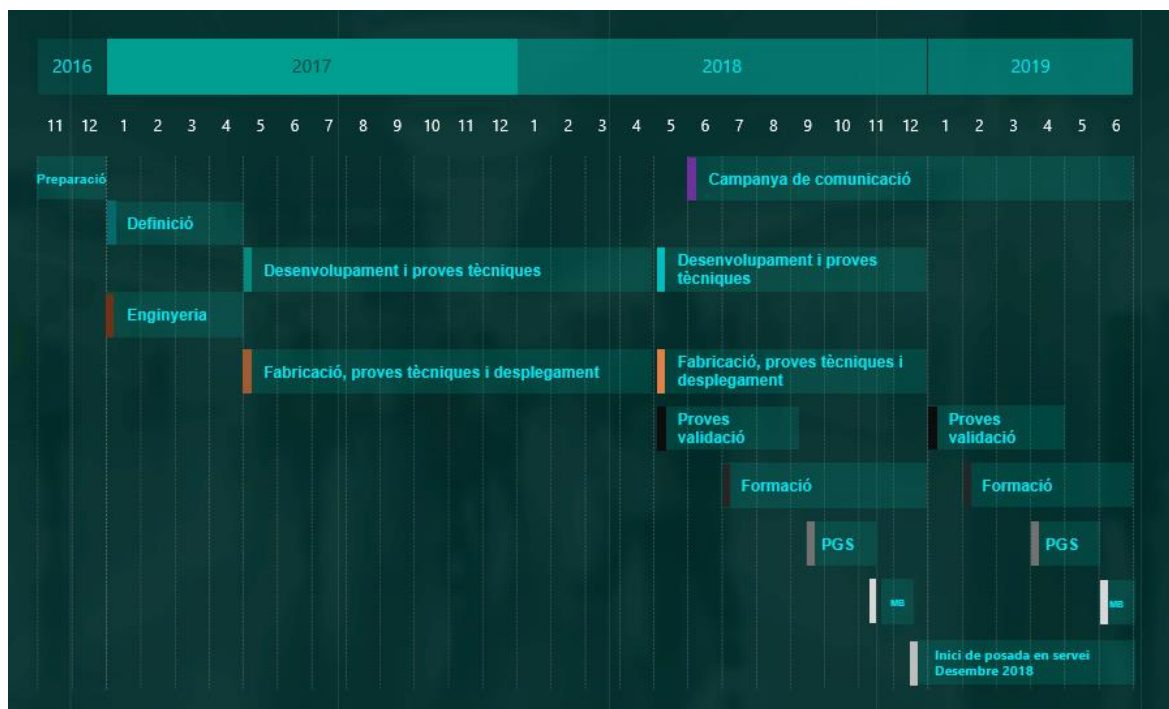 2016 2017 2018 2019
11 12 1 2 3 4 5 6 7 8 9 10 11 12 1 2 3 4 5 6 7 8 9 10 11 12 1 2 3 4 5 6
Preparació
Campanya de comunicació
Definició
Desenvolupament i proves tècniques
Desenvolupament i proves
tècniques
Enginyeria
Fabricació, proves tècniques i desplegament
Fabricació, proves tècniques i
desplegament
Proves
validació
Proves
validació
Formació
Formació
PGS
PGS
MB
MB
Inici de posada en servei
Desembre 2018